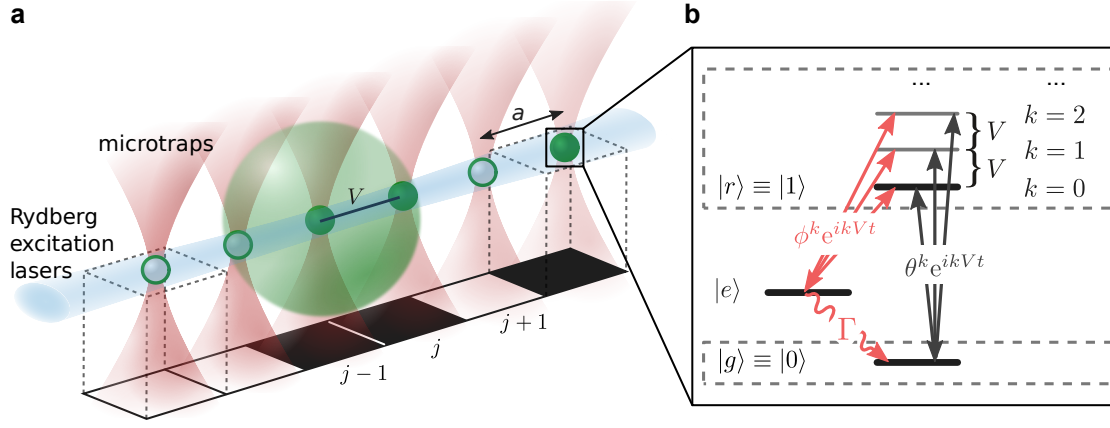 a
b
microtraps
Rydberg
excitation
lasers
a
V
j − 1
j
j + 1
... ...
k = 2
V
k = 1
V
|r⟩ ≡ |1⟩
k = 0
ϕ^k e^{ikVt}
θ^k e^{ikVt}
|e⟩
Γ
|g⟩ ≡ |0⟩